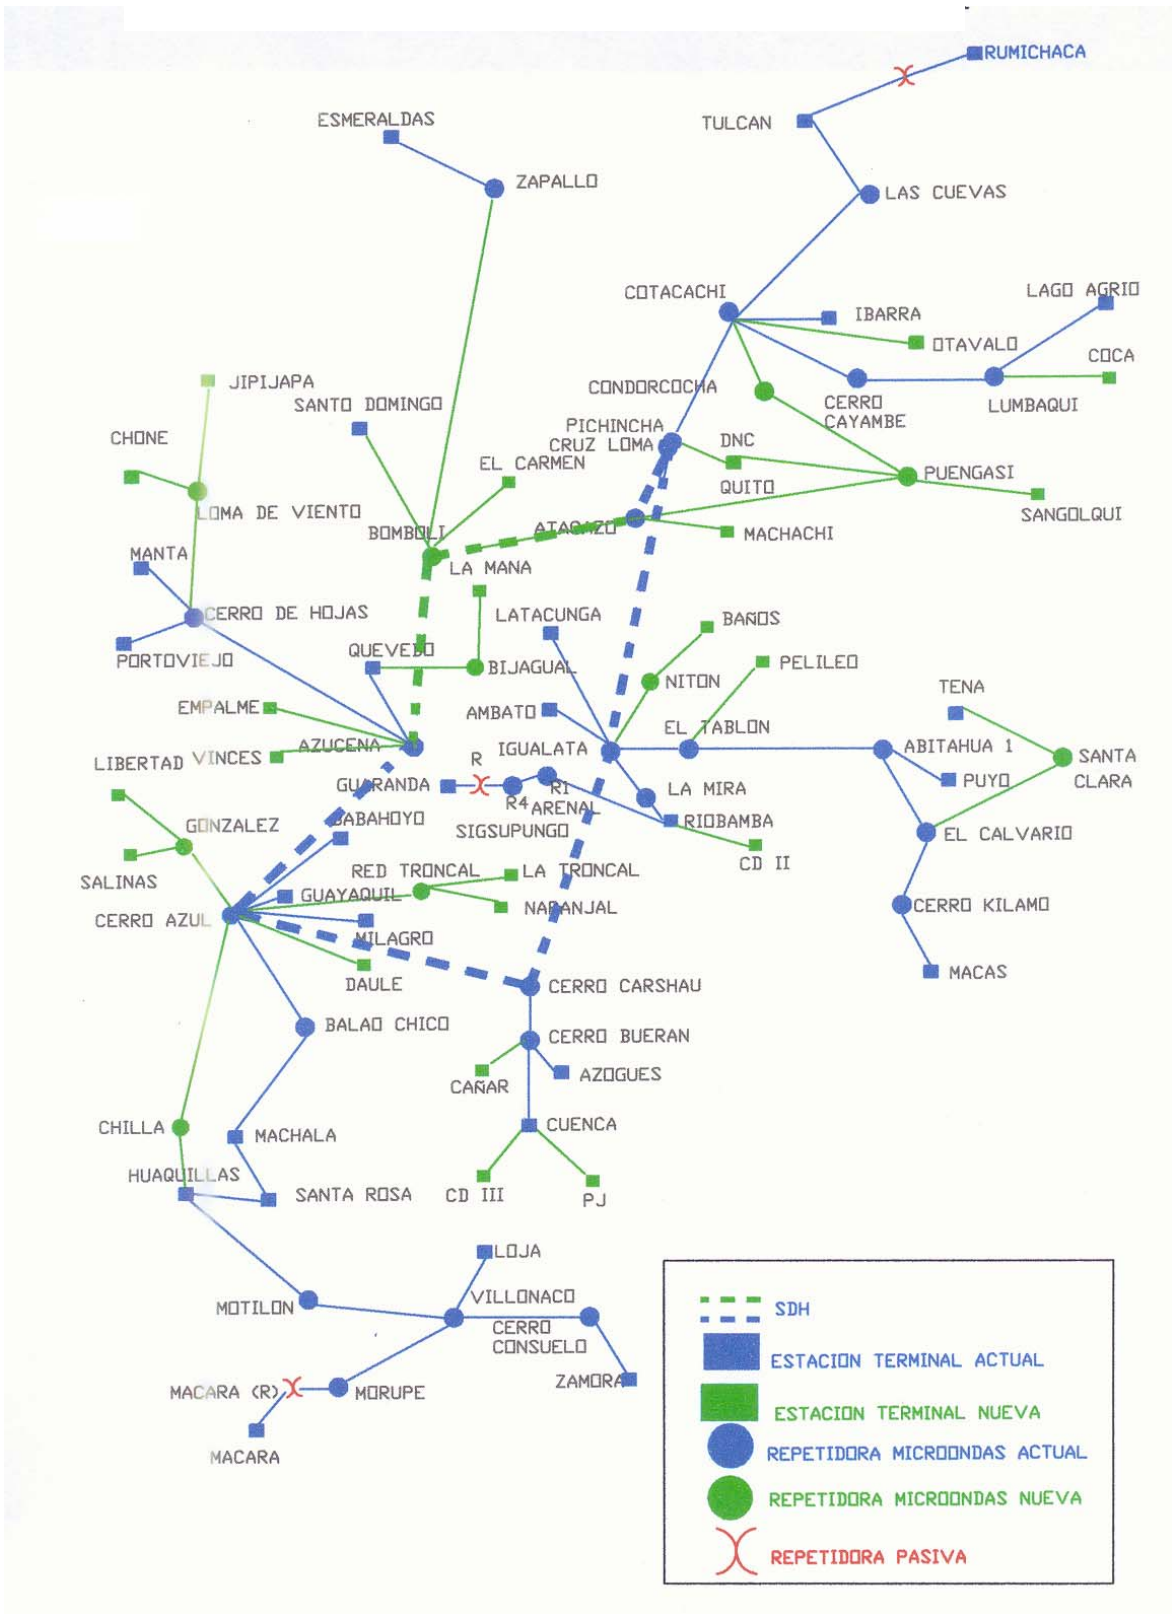 RUMICHACA
ESMERALDAS
TULCAN
ZAPALLO
LAS CUEVAS
COTACACHI
LAGO AGRIO
IBARRA
OTAVALO
COCA
JIPIJAPA
CONDORCOCHA
SANTO DOMINGO
CERRO
CAYAMBE
LUMBAQUI
CHONE
PICHINCHA
CRUZ LOMA
DNC
EL CARMEN
PUENGASI
QUITO
LOMA DE VIENTO
SANGOLQUI
BOMBOLI
ATACAZO
MACHACHI
MANTA
LA MANA
CERRO DE HOJAS
LATACUNGA
BAÑOS
PORTOVIEJO
QUEVEDO
BIJAGUAL
PELILEO
NITON
TENA
EMPALME
AMBATO
EL TABLON
AZUCENA
IGUALATA
ABITAHUA 1
SANTA
CLARA
LIBERTAD
VINCES
R
GUARANDA
R1
PUYO
LA MIRA
R4
ARENAL
BABAHOYO
RIOBAMBA
GONZALEZ
SIGSUPUNGO
EL CALVARIO
CD II
RED TRONCAL
LA TRONCAL
SALINAS
GUAYAQUIL
NARANJAL
CERRO KILAMO
CERRO AZUL
MILAGRO
MACAS
DAULE
CERRO CARSHAU
BALAO CHICO
CERRO BUERAN
AZOGUES
CAÑAR
CHILLA
CUENCA
MACHALA
HUAQUILLAS
SANTA ROSA
CD III
PJ
LOJA
MOTILON
VILLONACO
CERRO
CONSUELO
ZAMORA
MACARA (R)
MORUPE
MACARA
SDH
ESTACION TERMINAL ACTUAL
ESTACION TERMINAL NUEVA
REPETIDORA MICROONDAS ACTUAL
REPETIDORA MICROONDAS NUEVA
REPETIDORA PASIVA